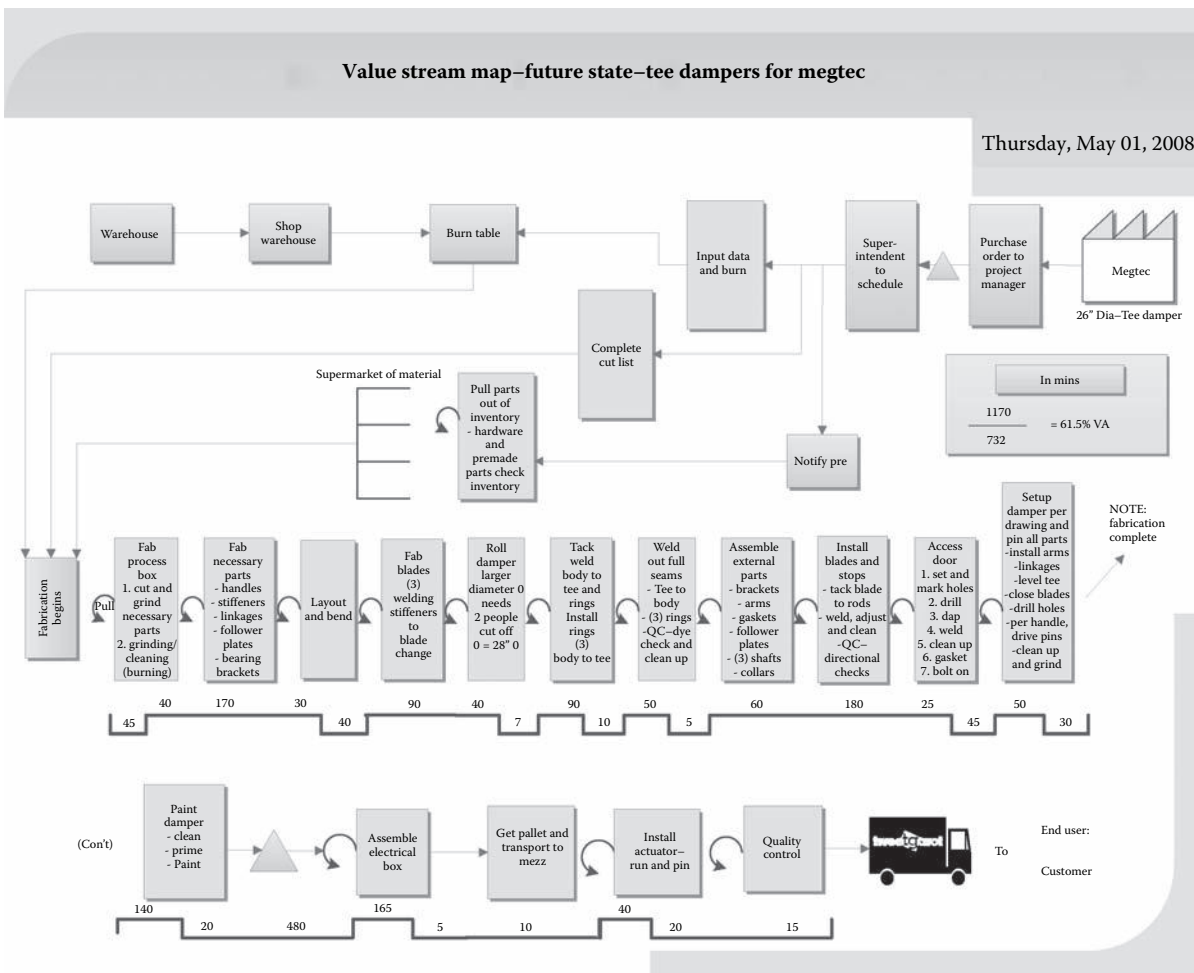 Value stream map–future state–tee dampers for megtec
Thursday, May 01, 2008
Warehouse
Shop
warehouse
Burn table
Input data
and burn
Super-
intendent
to
schedule
Purchase
order to
project
manager
Megtec
26” Dia–Tee damper
Complete
cut list
In mins
1170
732
= 61.5% VA
Supermarket of material
Pull parts
out of
inventory
- hardware
and
premade
parts check
inventory
Notify pre
Fabrication
begins
Pull
Fab
process
box
1. cut and
grind
necessary
parts
2. grinding/
cleaning
(burning)
Fab
necessary
parts
- handles
- stiffeners
- linkages
- follower
plates
- bearing
brackets
Layout
and bend
Fab
blades
(3)
welding
stiffeners
to
blade
change
Roll
damper
larger
diameter 0
needs
2 people
cut off
0 = 28” 0
Tack
weld
body to
tee and
rings
Install
rings
(3)
body to tee
Weld
out full
seams
- Tee to
body
- (3) rings
-QC–dye
check and
clean up
Assemble
external
parts
- brackets
- arms
- gaskets
- follower
plates
- (3) shafts
- collars
Install
blades and
stops
- tack blade
to rods
- weld, adjust
and clean
-QC–
directional
checks
Access
door
1. set and
mark holes
2. drill
3. dap
4. weld
5. clean up
6. gasket
7. bolt on
Setup
damper per
drawing and
pin all parts
-install arms
-linkages
-level tee
-close blades
-drill holes
-per handle,
drive pins
-clean up
and grind
NOTE:
fabrication
complete
40 170 30 90 40 90 50 60 180 25 50
45 40 7 10 5 45 30
(Con’t)
Paint
damper
- clean
- prime
- Paint
Assemble
electrical
box
Get pallet and
transport to
mezz
Install
actuator–
run and pin
Quality
control
To
End user:
Customer
140 165 40
20 480 5 10 20 15